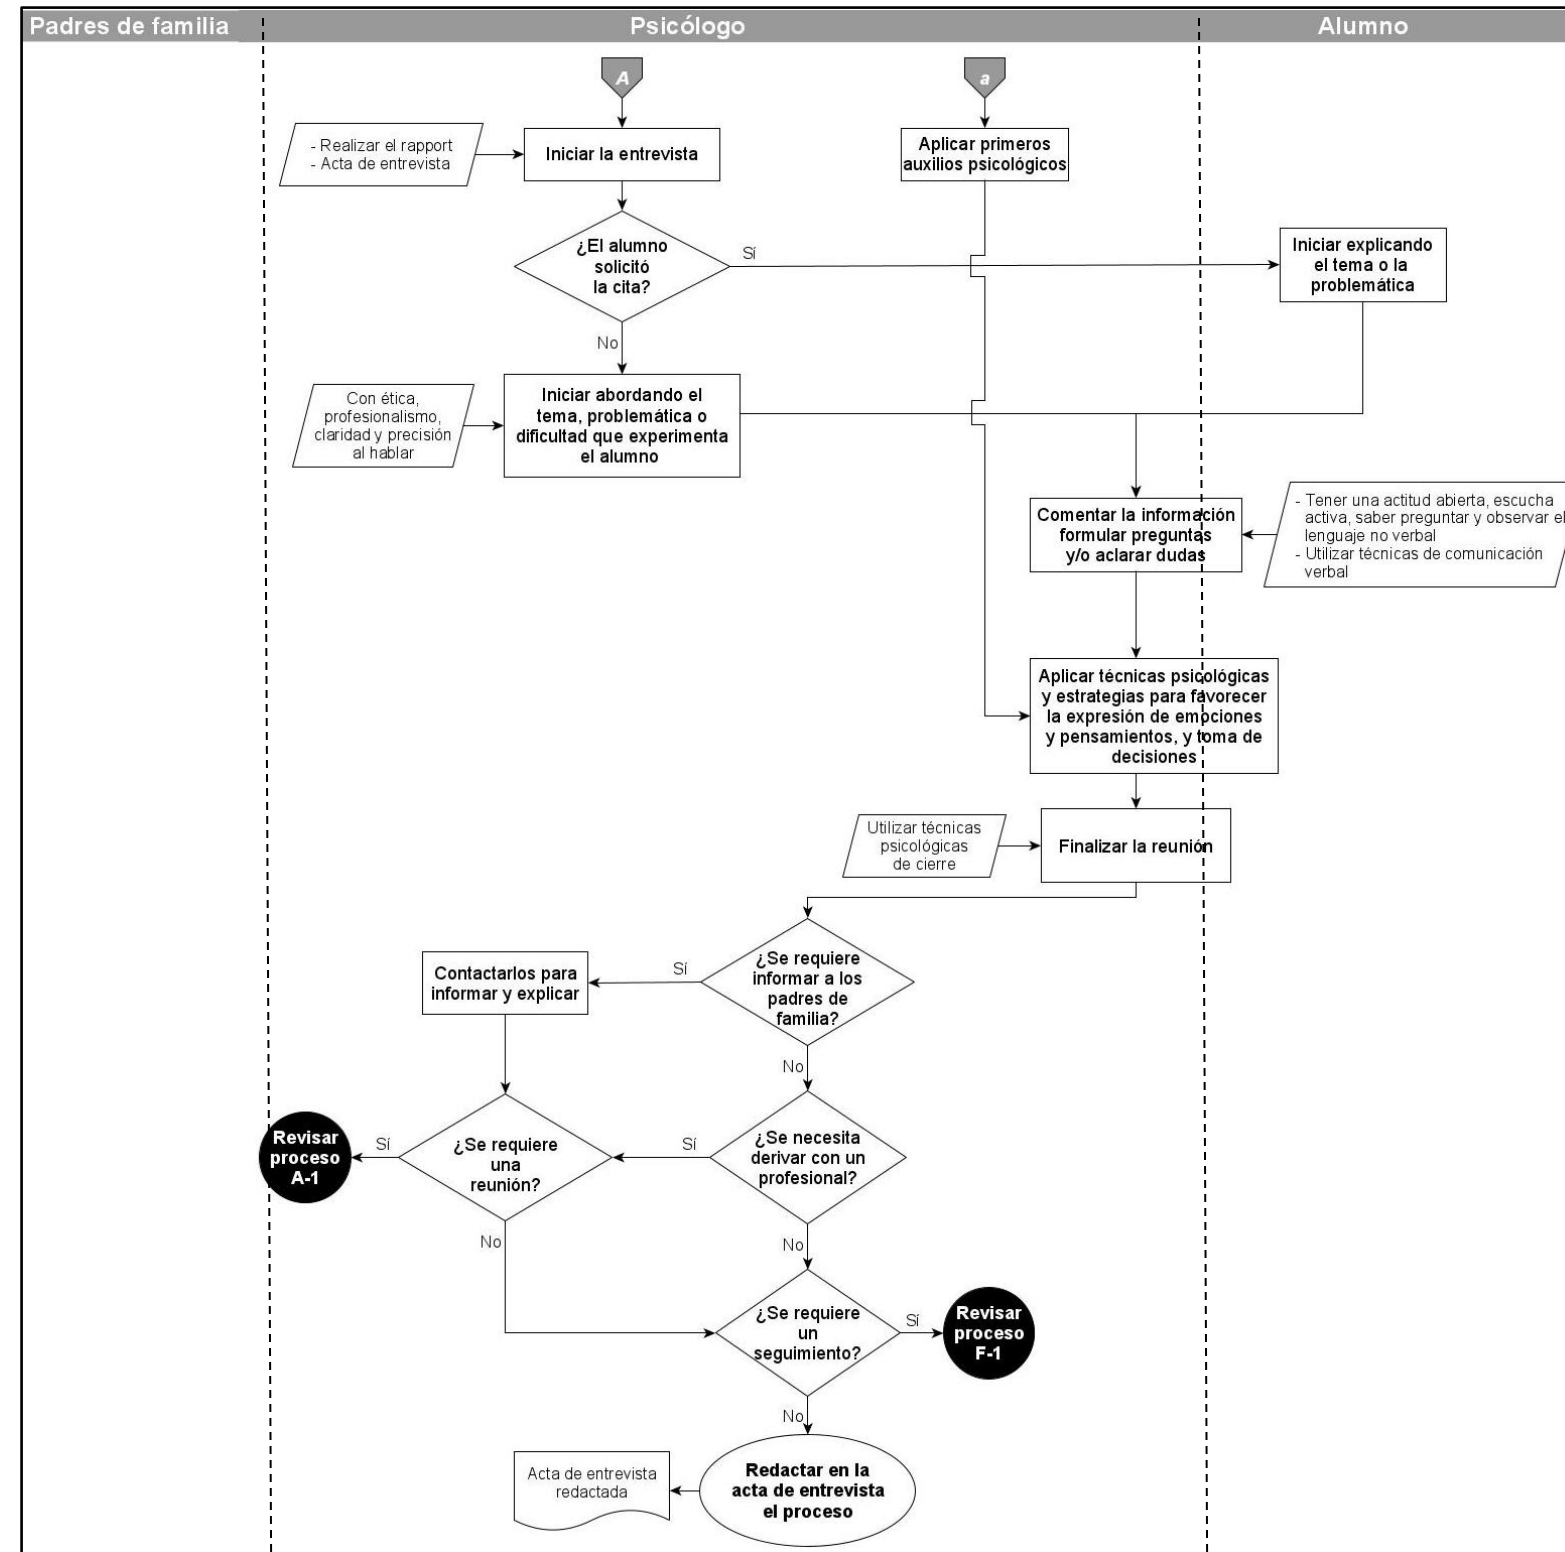 Padres de familia
Psicólogo
Alumno
A
a
- Realizar el rapport
- Acta de entrevista
Iniciar la entrevista
Aplicar primeros
auxilios psicológicos
¿El alumno
solicitó
la cita?
Sí
Iniciar explicando
el tema o la
problemática
No
Con ética,
profesionalismo,
claridad y precisión
al hablar
Iniciar abordando el
tema, problemática o
dificultad que experimenta
el alumno
Comentar la información
formular preguntas
y/o aclarar dudas
- Tener una actitud abierta, escucha
activa, saber preguntar y observar el
lenguaje no verbal
- Utilizar técnicas de comunicación
verbal
Aplicar técnicas psicológicas
y estrategias para favorecer
la expresión de emociones
y pensamientos, y toma de
decisiones
Utilizar técnicas
psicológicas
de cierre
Finalizar la reunión
¿Se requiere
informar a los
padres de
familia?
Sí
Contactarlos para
informar y explicar
No
Revisar
proceso
A-1
Sí
¿Se requiere
una
reunión?
Sí
¿Se necesita
derivar con un
profesional?
No
No
¿Se requiere
un
seguimiento?
Sí
Revisar
proceso
F-1
No
Acta de entrevista
redactada
Redactar en la
acta de entrevista
el proceso